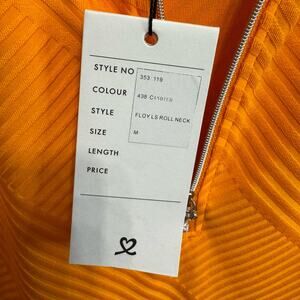 STYLE NO 353 119
COLOUR 438
STYLE FLOY LS ROLL NECK
SIZE M
LENGTH
PRICE